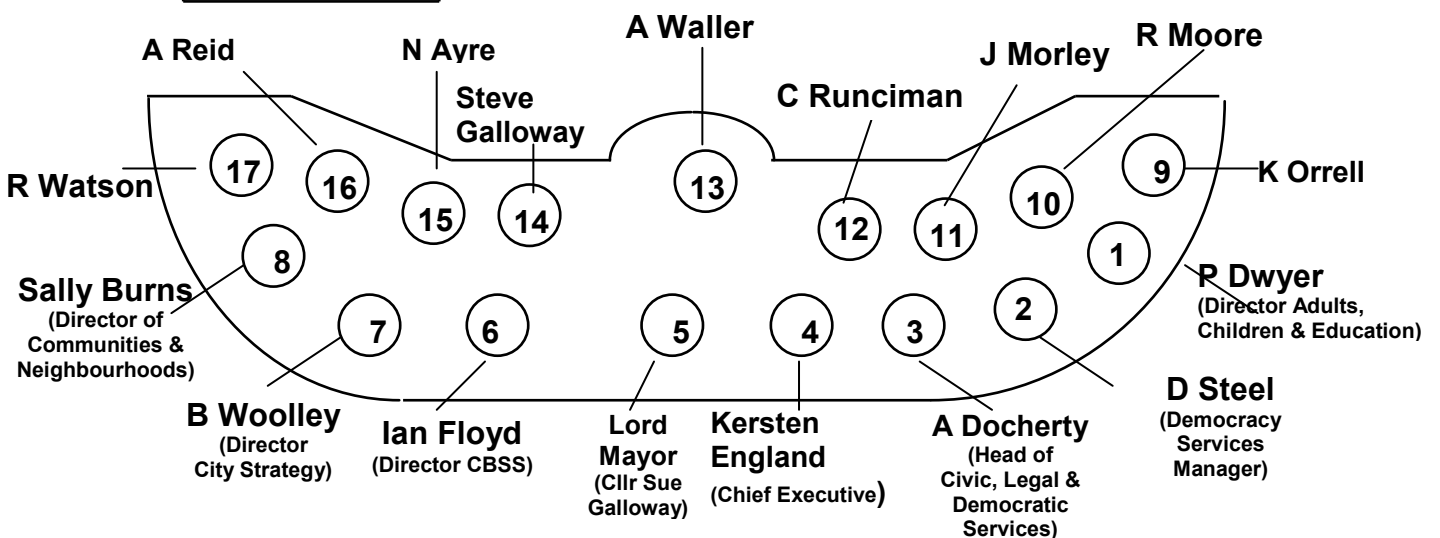 A Reid
N Ayre
A Waller
J Morley
R Moore
Steve
Galloway
C Runciman
R Watson
17
16
15
14
13
12
11
10
9
K Orrell
8
7
6
5
4
3
2
1
Sally Burns
(Director of
Communities &
Neighbourhoods)
P Dwyer
(Director Adults,
Children & Education)
B Woolley
(Director
City Strategy)
Ian Floyd
(Director CBSS)
Lord
Mayor
(Cllr Sue
Galloway)
Kersten
England
(Chief Executive)
A Docherty
(Head of
Civic, Legal &
Democratic
Services)
D Steel
(Democracy
Services
Manager)